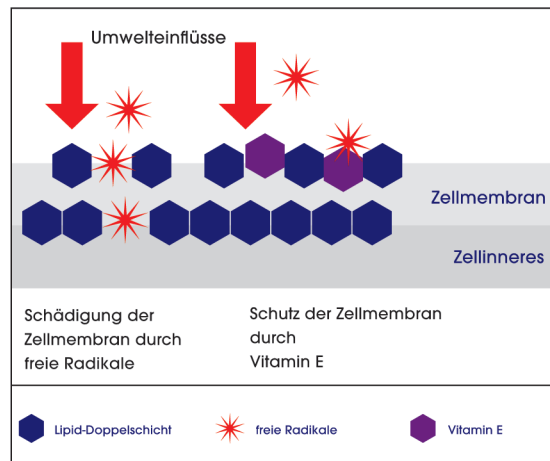 Umwelteinflüsse
Zellmembran
Zellinneres
Schädigung der
Zellmembran durch
freie Radikale
Schutz der Zellmembran
durch
Vitamin E
Lipid-Doppelschicht
freie Radikale
Vitamin E